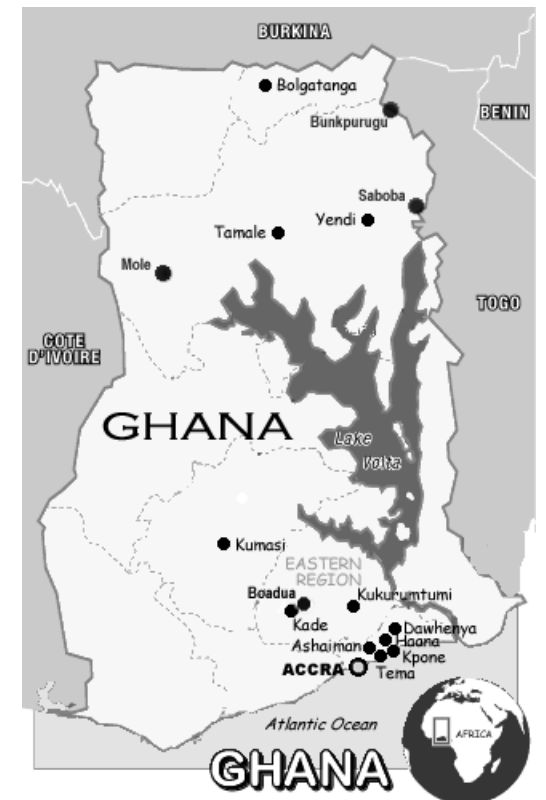 BURKINA
Bolgatanga
BENIN
Bunkpurugu
Saboba
Yendi
Tamale
Mole
TOGO
COTE
D'IVOIRE
GHANA
Lake
Volta
Kumasi
EASTERN
REGION
Boadua
Kukurumtumi
Kade
Dawhenya
Haana
Ashaiman
Kpone
ACCRA
Tema
AFRICA
Atlantic Ocean
GHANA